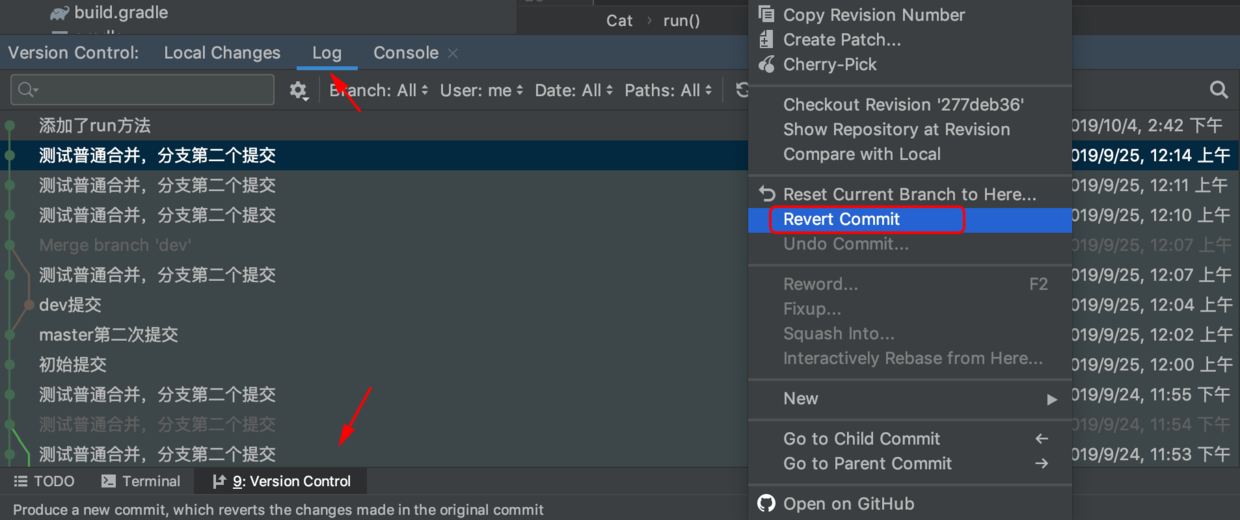 build.gradle
Cat › run()
Version Control: Log Changes Log Console ×
Branch: All User: me Date: All Paths: All
添加了run方法 019/10/4, 2:42 下午
测试普通合并，分支第二个提交 019/9/25, 12:14 上午
测试普通合并，分支第二个提交 019/9/25, 12:11 上午
测试普通合并，分支第二个提交 019/9/25, 12:10 上午
Merge branch 'dev' 019/9/25, 12:07 上午
测试普通合并，分支第二个提交 019/9/25, 12:07 上午
dev提交 019/9/25, 12:04 上午
master第二次提交 019/9/25, 12:02 上午
初始提交 019/9/25, 12:00 上午
测试普通合并，分支第二个提交 019/9/24, 11:55 下午
测试普通合并，分支第二个提交 019/9/24, 11:54 下午
测试普通合并，分支第二个提交 019/9/24, 11:53 下午
Copy Revision Number
Create Patch...
Cherry-Pick
Checkout Revision '277deb36'
Show Repository at Revision
Compare with Local
Reset Current Branch to Here...
Revert Commit
Undo Commit...
Reword... F2
Fixup...
Squash Into...
Interactively Rebase from Here...
New ▶
Go to Child Commit ←
Go to Parent Commit →
Open on GitHub
TODO Terminal 9: Version Control
Produce a new commit, which reverts the changes made in the original commit